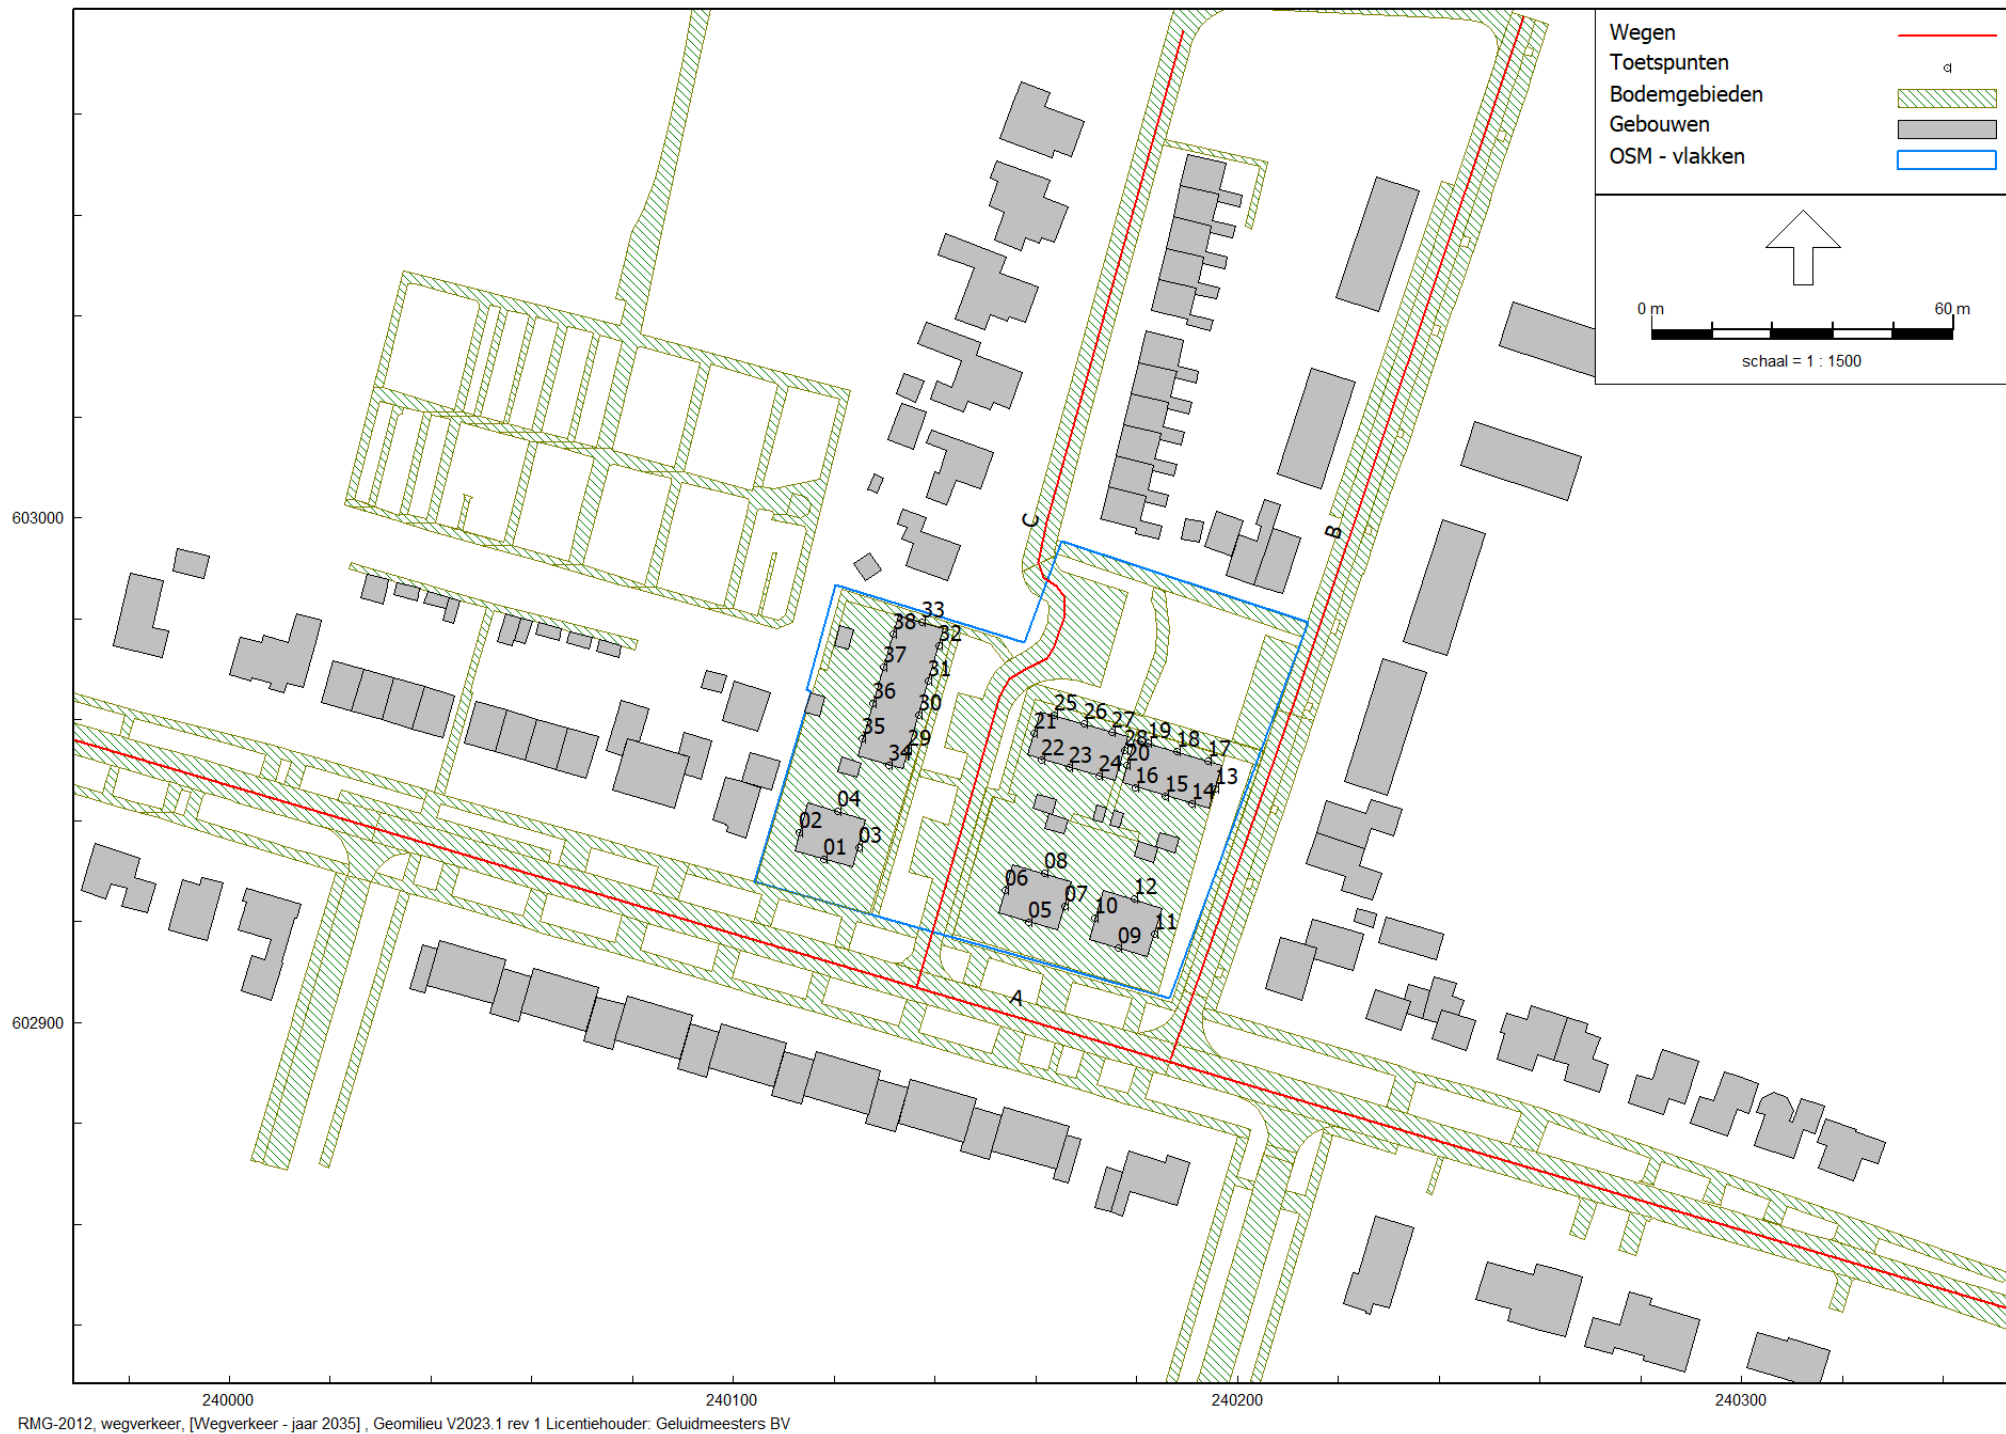 Wegen
Toetspunten
Bodemgebieden
Gebouwen
OSM - vlakken
0 m 60 m
schaal = 1 : 1500
C
B
603000
33
38 32
37 31
36 30
35 29
34
25
26
21 27
28 19
18
22 20 17
23
24 16 13
15
14
04
02
03
01
08
06
07 12
05 10
11
09
A
602900
240000 240100 240200 240300
RMG-2012, wegverkeer, [Wegverkeer - jaar 2035] , Geomilieu V2023.1 rev 1 Licentiehouder: Geluidmeesters BV